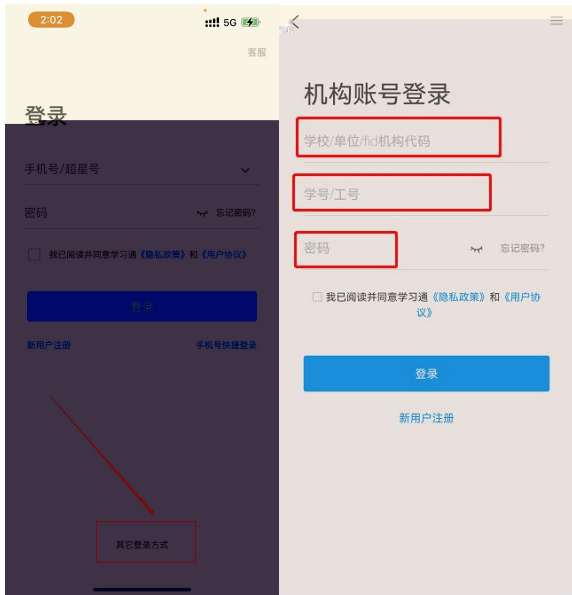 2:02
5G
客服
登录
手机号/超星号
密码
忘记密码?
我已阅读并同意学习通《隐私政策》和《用户协议》
登录
新用户注册
手机号快捷登录
其它登录方式
机构账号登录
学校/单位/fid机构代码
学号/工号
密码
忘记密码?
我已阅读并同意学习通《隐私政策》和《用户协
议》
登录
新用户注册